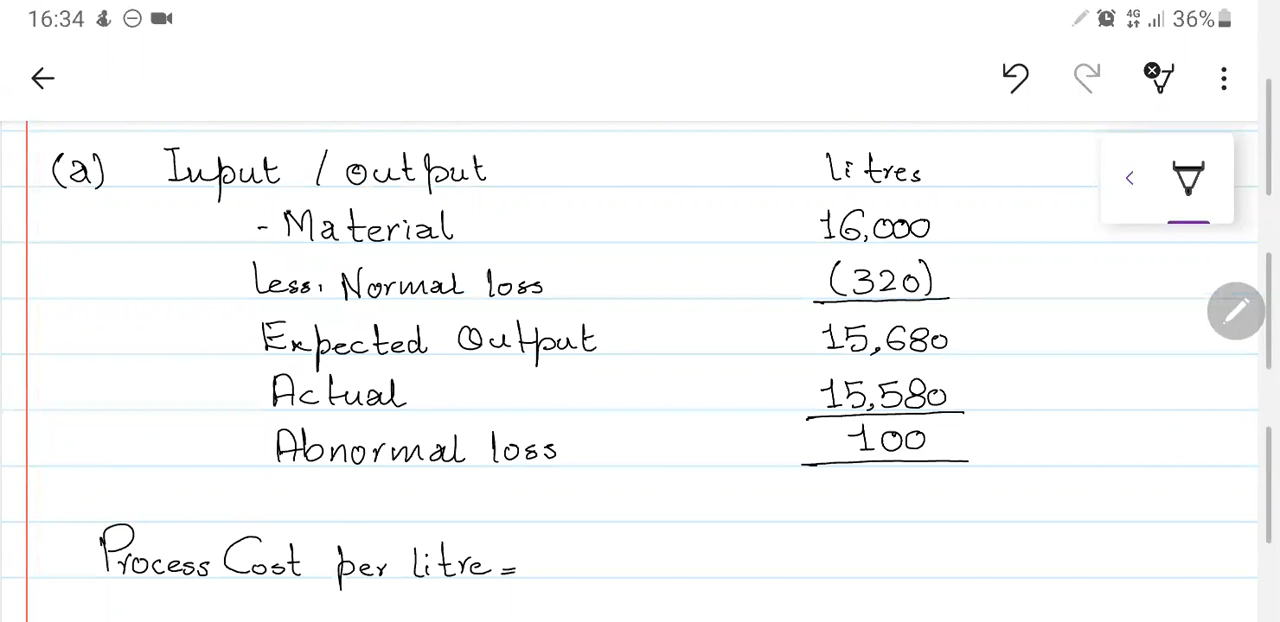 16:34 4G 36%
(a) Input / output litres
- Material 16,000
Less. Normal loss (320)
Expected Output 15,680
Actual 15,580
Abnormal loss 100
Process Cost per litre =